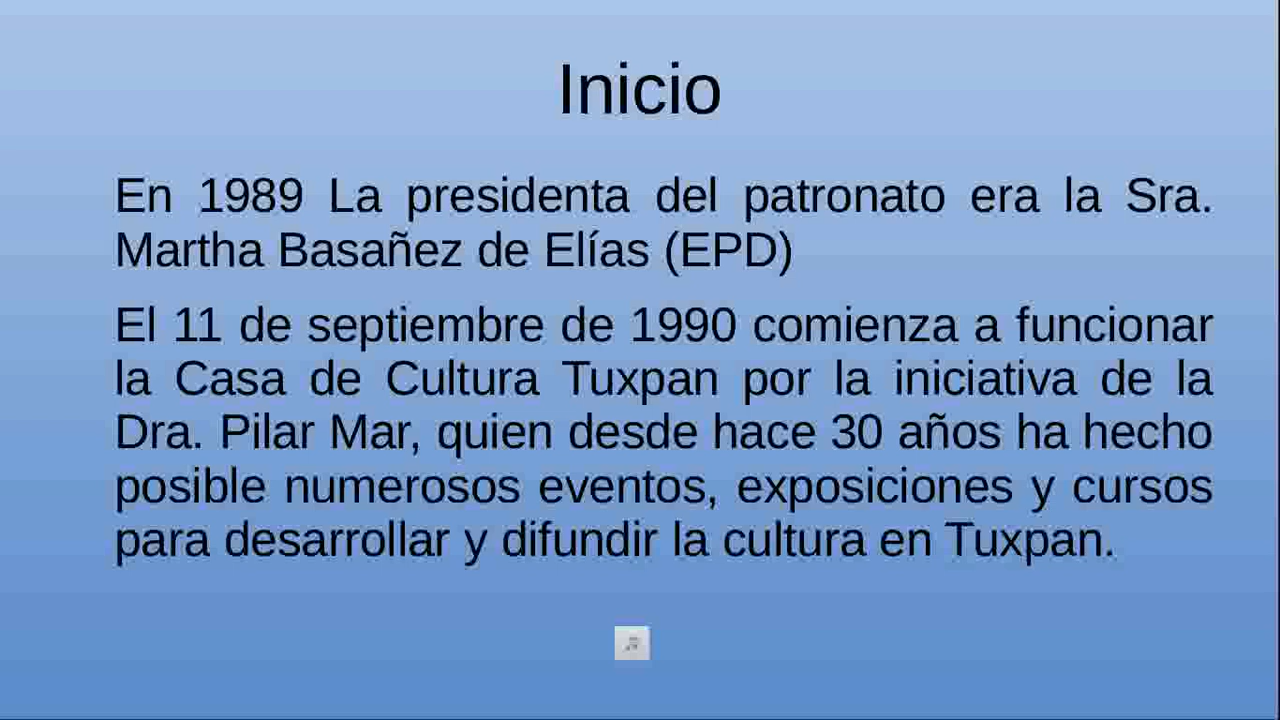 Inicio
En 1989 La presidenta del patronato era la Sra.
Martha Basañez de Elías (EPD)
El 11 de septiembre de 1990 comienza a funcionar
la Casa de Cultura Tuxpan por la iniciativa de la
Dra. Pilar Mar, quien desde hace 30 años ha hecho
posible numerosos eventos, exposiciones y cursos
para desarrollar y difundir la cultura en Tuxpan.